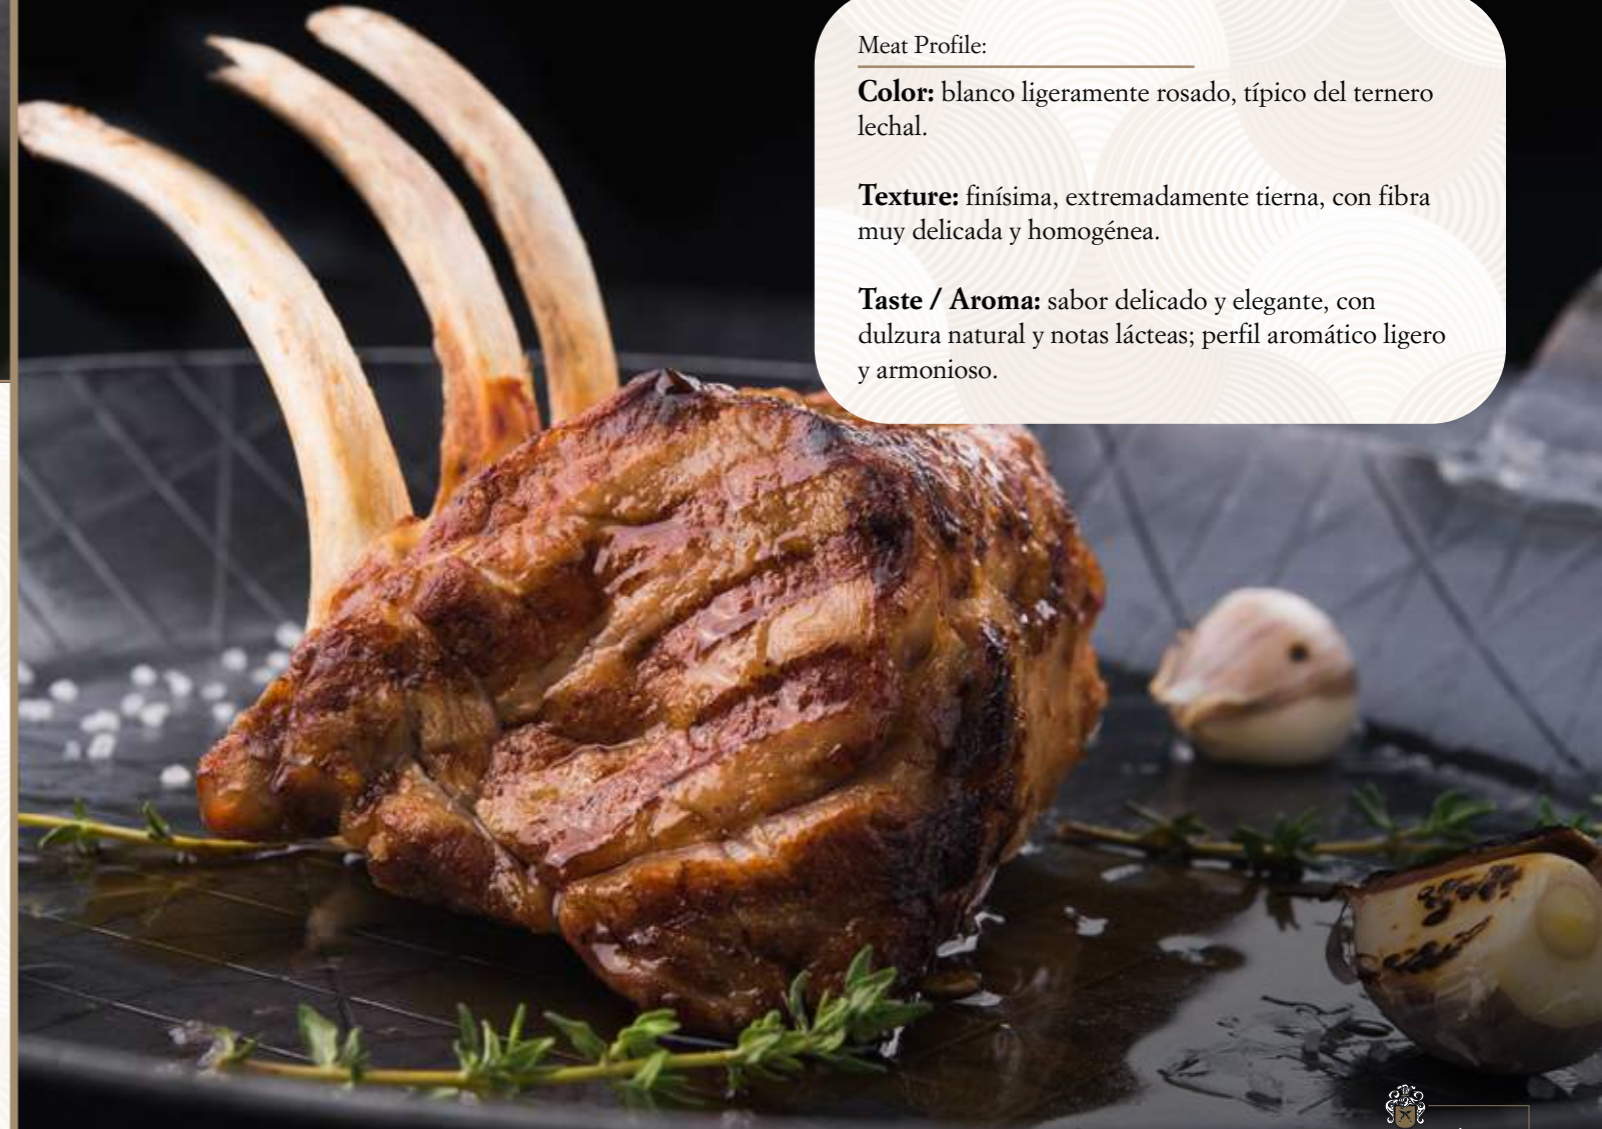 Meat Profile:
Color: blanco ligeramente rosado, típico del ternero
lechal.
Texture: finísima, extremadamente tierna, con fibra
muy delicada y homogénea.
Taste / Aroma: sabor delicado y elegante, con
dulzura natural y notas lácteas; perfil aromático ligero
y armonioso.